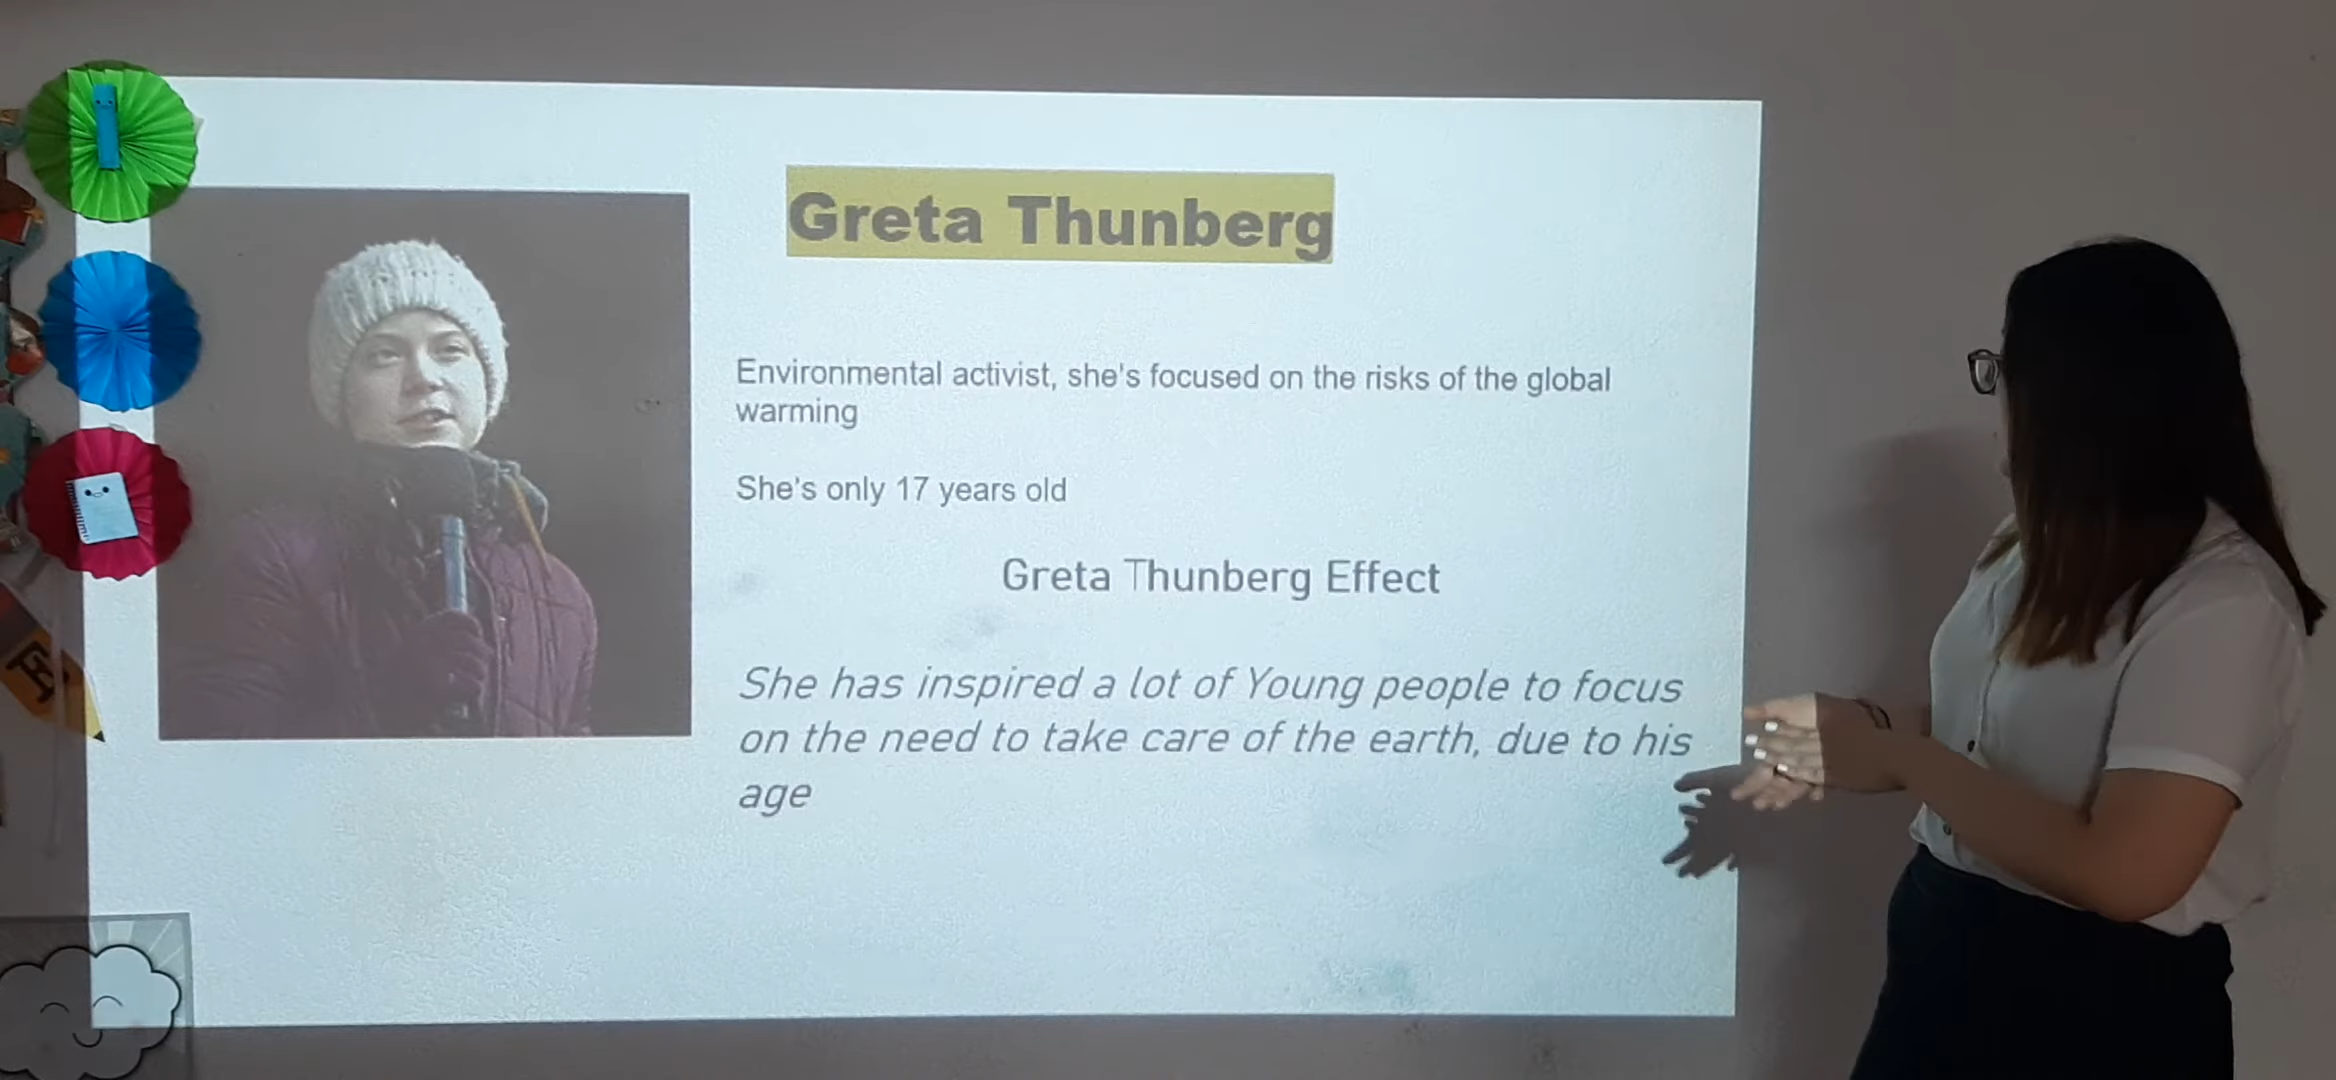 Greta Thunberg
Environmental activist, she's focused on the risks of the global
warming
She's only 17 years old
Greta Thunberg Effect
She has inspired a lot of Young people to focus
on the need to take care of the earth, due to his
age